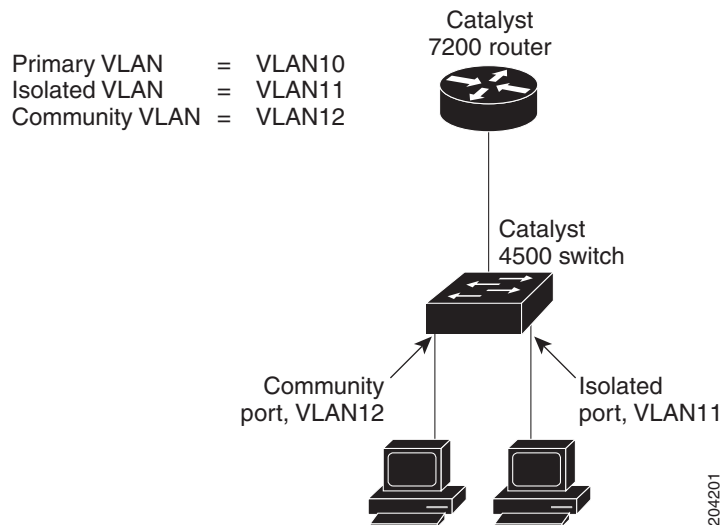 Catalyst
7200 router
Primary VLAN = VLAN10
Isolated VLAN = VLAN11
Community VLAN = VLAN12
Catalyst
4500 switch
Community
port, VLAN12
Isolated
port, VLAN11
204201